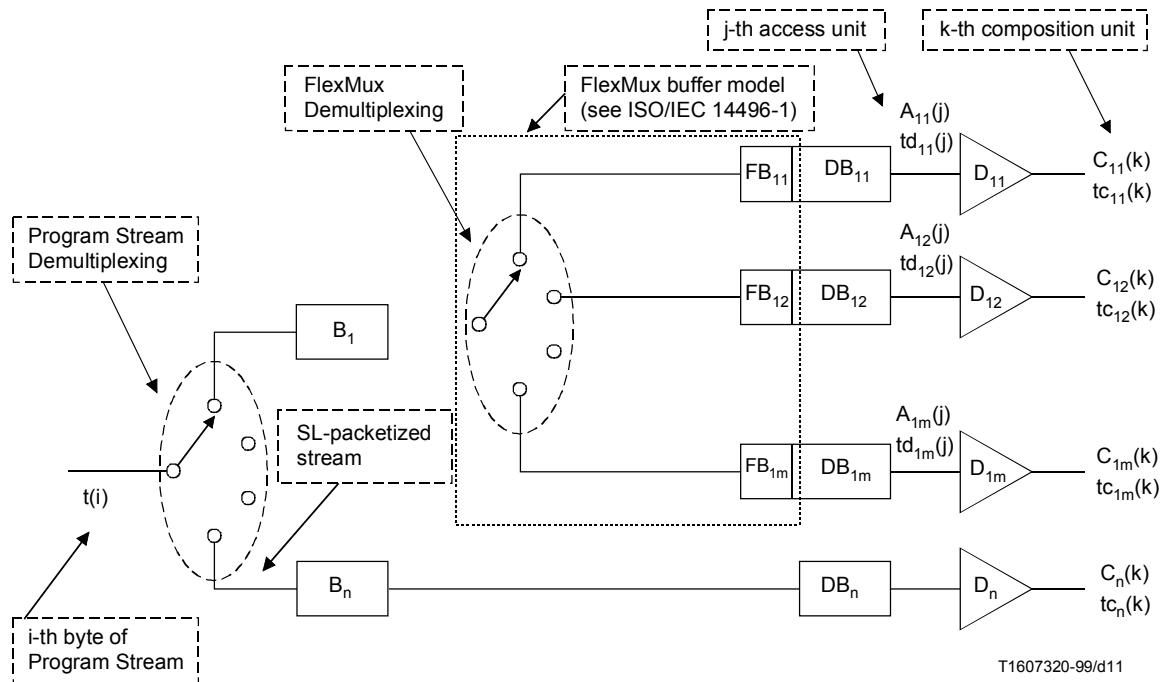 j-th access unit
k-th composition unit
FlexMux
Demultiplexing
FlexMux buffer model
(see ISO/IEC 14496-1)
A11(j)
td11(j)
FB11
DB11
D11
C11(k)
tc11(k)
Program Stream
Demultiplexing
A12(j)
td12(j)
FB12
DB12
D12
C12(k)
tc12(k)
B1
SL-packetized
stream
A1m(j)
td1m(j)
FB1m
DB1m
D1m
C1m(k)
tc1m(k)
t(i)
Bn
DBn
Dn
Cn(k)
tcn(k)
i-th byte of
Program Stream
T1607320-99/d11